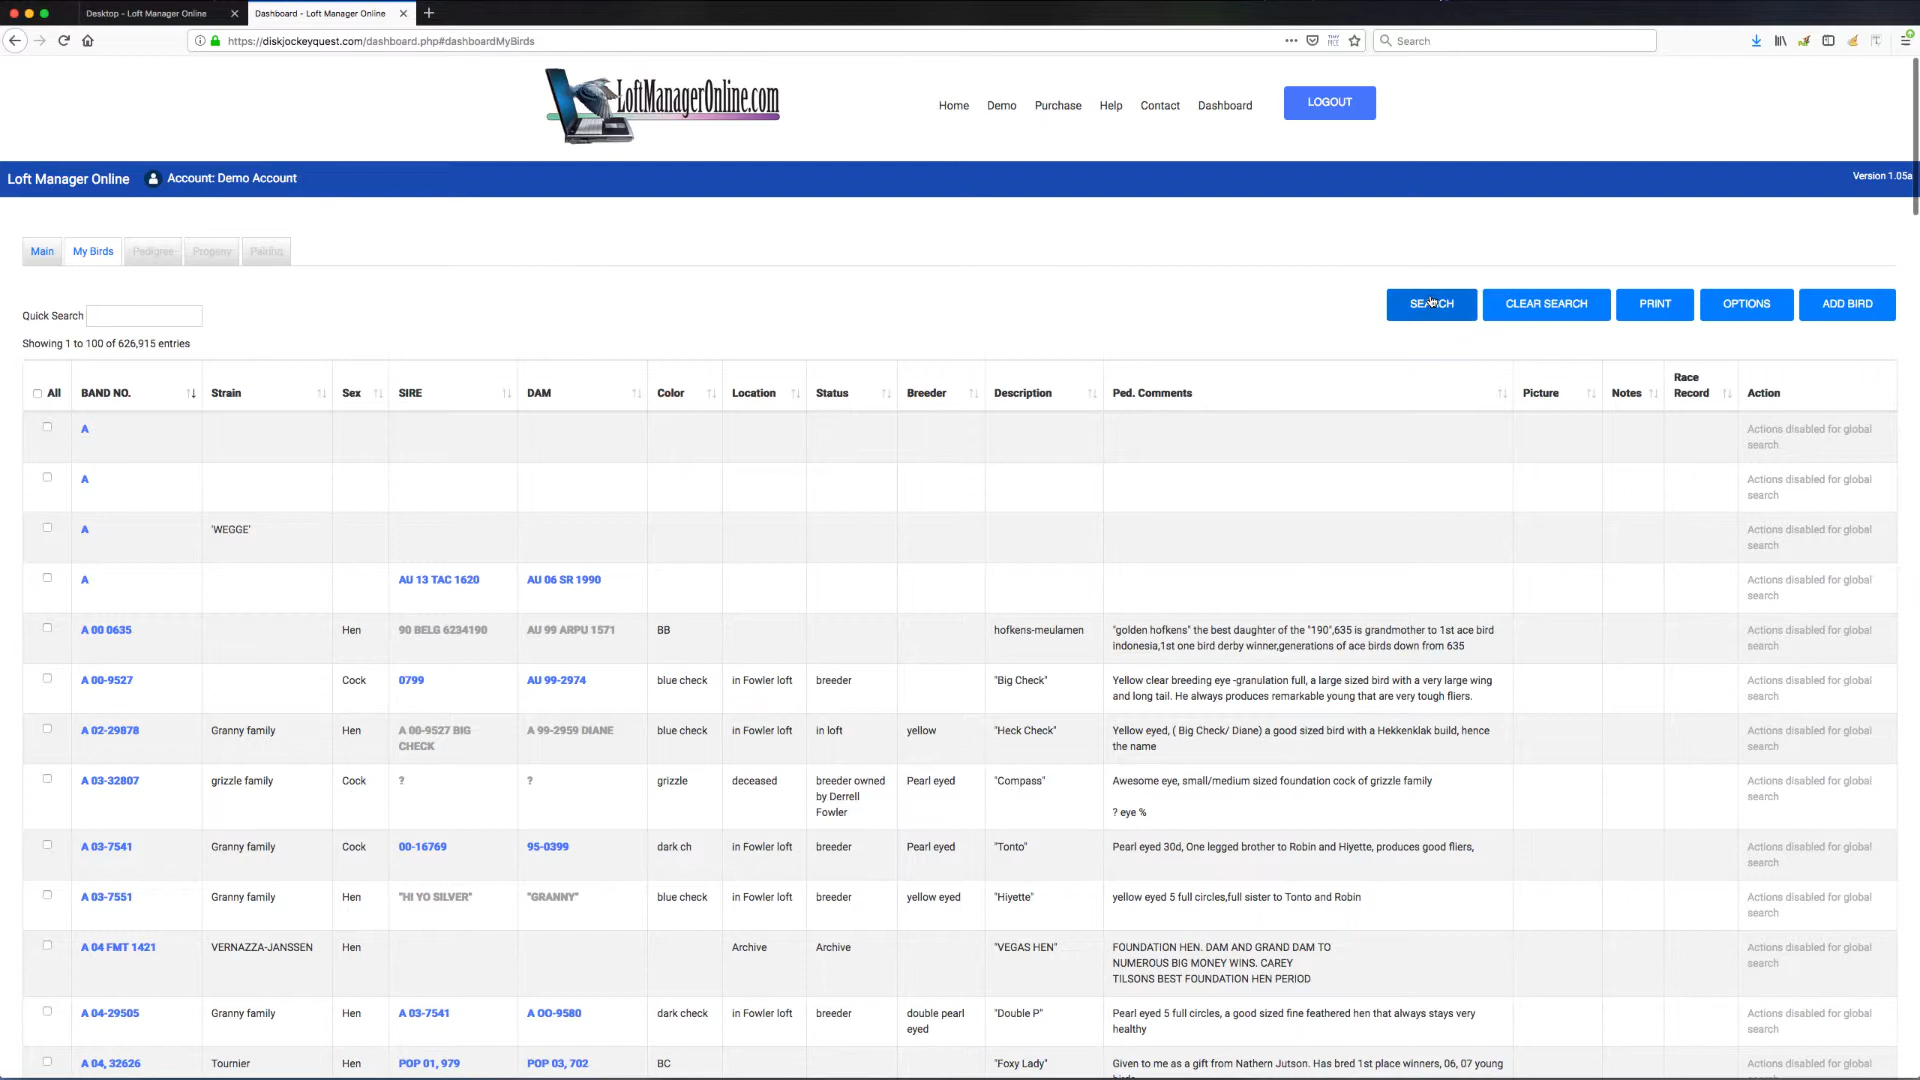 Desktop - Loft Manager Online
Dashboard - Loft Manager Online
https://diskjockeyquest.com/dashboard.php#dashboardMyBirds
Search
LoftManagerOnline.com
Home Demo Purchase Help Contact Dashboard LOGOUT
Loft Manager Online Account: Demo Account Version 1.05a
Main My Birds Pedigree Progeny Pairing
Quick Search SEARCH CLEAR SEARCH PRINT OPTIONS ADD BIRD
Showing 1 to 100 of 626,915 entries
All BAND NO. Strain Sex SIRE DAM Color Location Status Breeder Description Ped. Comments Picture Notes Race Record Action
A Actions disabled for global
search
A Actions disabled for global
search
A 'WEGGE' Actions disabled for global
search
A AU 13 TAC 1620 AU 06 SR 1990 Actions disabled for global
search
A 00 0635 Hen 90 BELG 6234190 AU 99 ARPU 1571 BB hofkens-meulamen "golden hofkens" the best daughter of the "190",635 is grandmother to 1st ace bird Actions disabled for global
indonesia,1st one bird derby winner,generations of ace birds down from 635 search
A 00-9527 Cock 0799 AU 99-2974 blue check in Fowler loft breeder "Big Check" Yellow clear breeding eye -granulation full, a large sized bird with a very large wing Actions disabled for global
and long tail. He always produces remarkable young that are very tough fliers. search
A 02-29878 Granny family Hen A 00-9527 BIG A 99-2959 DIANE blue check in Fowler loft in loft yellow "Heck Check" Yellow eyed, ( Big Check/ Diane) a good sized bird with a Hekkenklak build, hence Actions disabled for global
CHECK the name search
A 03-32807 grizzle family Cock ? ? grizzle deceased breeder owned Pearl eyed "Compass" Awesome eye, small/medium sized foundation cock of grizzle family Actions disabled for global
by Derrell search
Fowler ? eye %
A 03-7541 Granny family Cock 00-16769 95-0399 dark ch in Fowler loft breeder Pearl eyed "Tonto" Pearl eyed 30d, One legged brother to Robin and Hiyette, produces good fliers, Actions disabled for global
search
A 03-7551 Granny family Hen "HI YO SILVER" "GRANNY" blue check in Fowler loft breeder yellow eyed "Hiyette" yellow eyed 5 full circles,full sister to Tonto and Robin Actions disabled for global
search
A 04 FMT 1421 VERNAZZA-JANSSEN Hen Archive Archive "VEGAS HEN" FOUNDATION HEN. DAM AND GRAND DAM TO Actions disabled for global
NUMEROUS BIG MONEY WINS. CAREY search
TILSONS BEST FOUNDATION HEN PERIOD
A 04-29505 Granny family Hen A 03-7541 A OO-9580 dark check in Fowler loft breeder double pearl "Double P" Pearl eyed 5 full circles, a good sized fine feathered hen that always stays very Actions disabled for global
eyed healthy search
A 04, 32626 Tournier Hen POP 01, 979 POP 03, 702 BC "Foxy Lady" Given to me as a gift from Nathern Jutson. Has bred 1st place winners, 06, 07 young Actions disabled for global